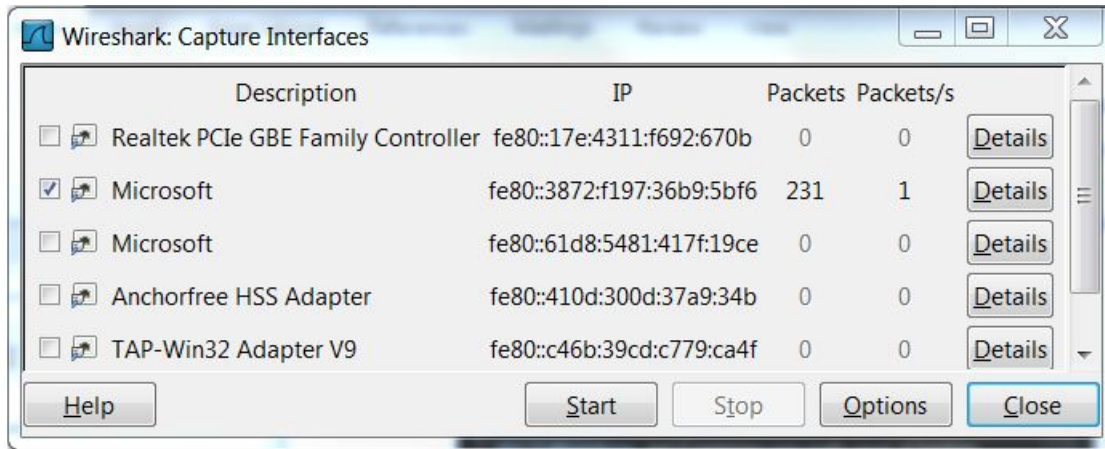 Wireshark: Capture Interfaces
Description IP Packets Packets/s
Realtek PCIe GBE Family Controller fe80::17e:4311:f692:670b 0 0 Details
Microsoft fe80::3872:f197:36b9:5bf6 231 1 Details
Microsoft fe80::61d8:5481:417f:19ce 0 0 Details
Anchorfree HSS Adapter fe80::410d:300d:37a9:34b 0 0 Details
TAP-Win32 Adapter V9 fe80::c46b:39cd:c779:ca4f 0 0 Details
Help Start Stop Options Close